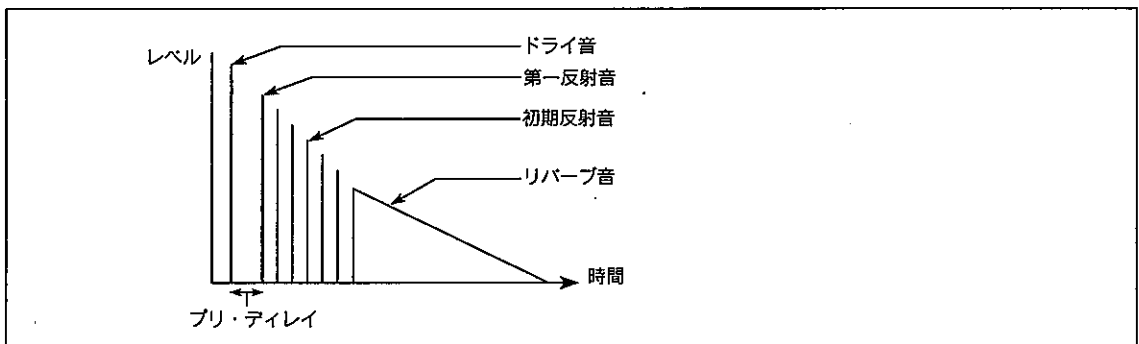 レベル
ドライ音
第一反射音
初期反射音
リバーブ音
時間
プリ・ディレイ